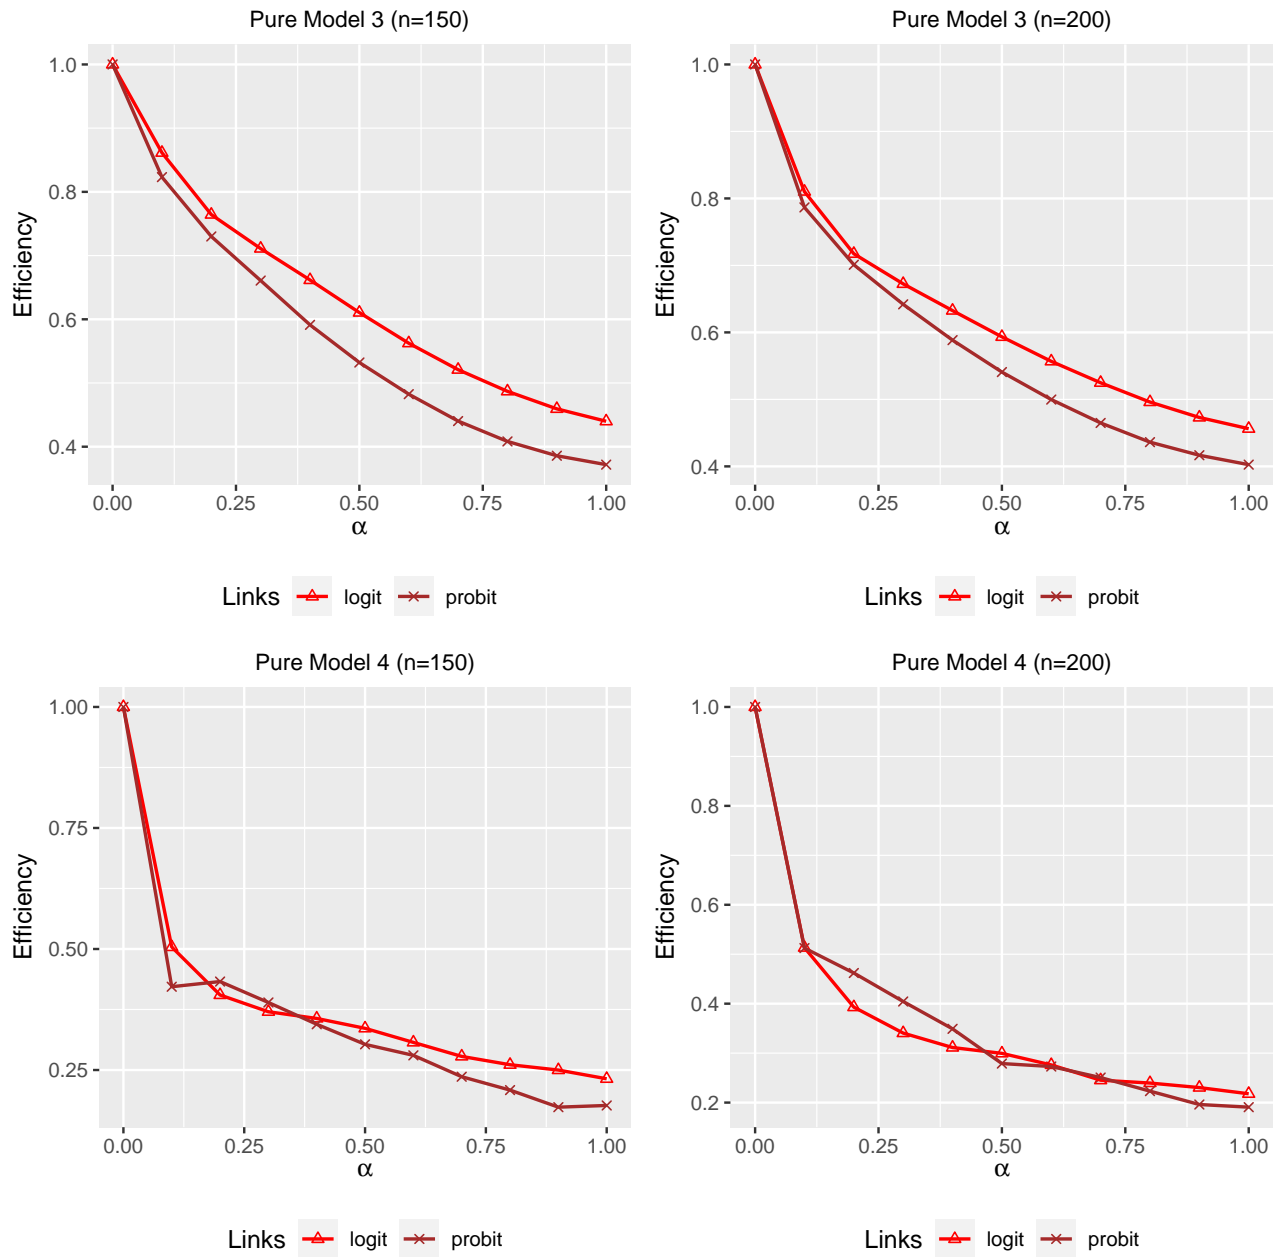 Pure Model 3 (n=150)
1.0
0.8
0.6
0.4
Efficiency
0.00 0.25 0.50 0.75 1.00
α
Links logit probit
Pure Model 3 (n=200)
1.0
0.8
0.6
0.4
Efficiency
0.00 0.25 0.50 0.75 1.00
α
Links logit probit
Pure Model 4 (n=150)
1.00
0.75
0.50
0.25
Efficiency
0.00 0.25 0.50 0.75 1.00
α
Links logit probit
Pure Model 4 (n=200)
1.0
0.8
0.6
0.4
0.2
Efficiency
0.00 0.25 0.50 0.75 1.00
α
Links logit probit